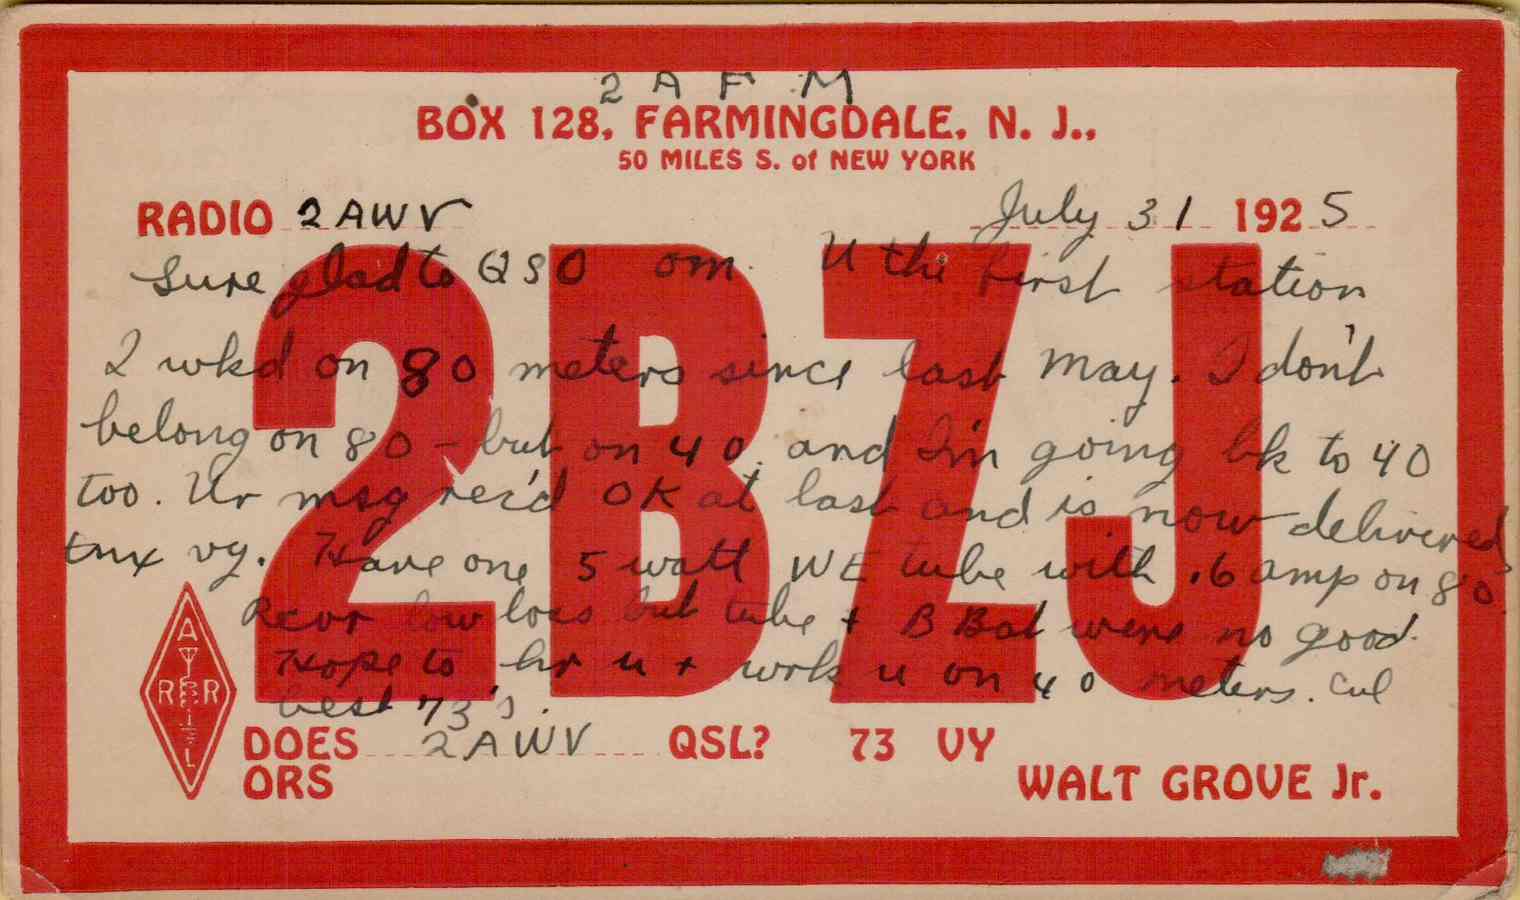 2 A F M
BOX 128, FARMINGDALE, N. J.,
50 MILES S. of NEW YORK
RADIO 2AWV July 31 1925
Sure glad to QSO om. U the first station
I wkd on 80 meters since last May. I don't
belong on 80 - but on 40. and I'm going bk to 40
too. Ur msg rec'd OK at last and is now delivered
tnx vy. Have one 5 watt WE tube with .6 amp on 80.
Rcvr low loss but tube + B Bat were no good.
Hope to hr u + wrk u on 40 meters. cul
best 73's.
2BZJ
A
R R
L
DOES 2AWV QSL? 73 VY
ORS WALT GROVE Jr.